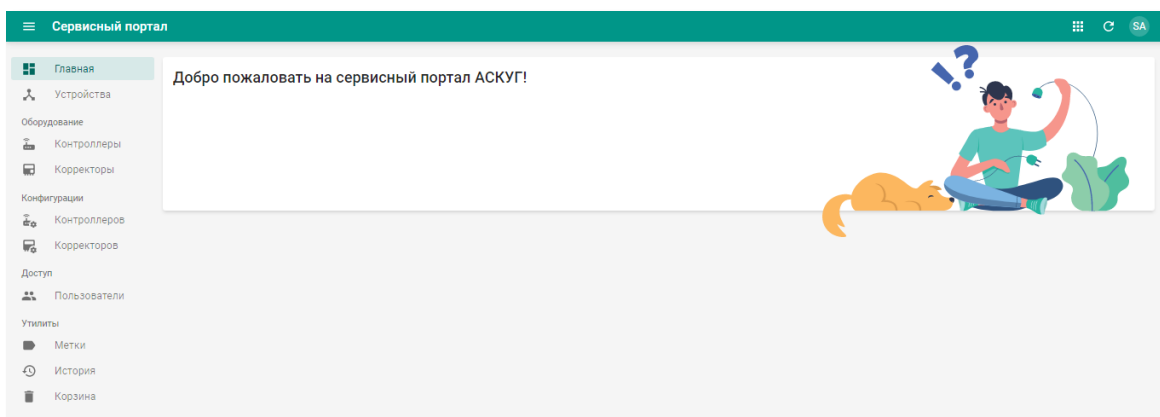 Сервисный портал
SA
Главная
Устройства
Оборудование
Контроллеры
Корректоры
Конфигурации
Контроллеров
Корректоров
Доступ
Пользователи
Утилиты
Метки
История
Корзина
Добро пожаловать на сервисный портал АСКУГ!
!?